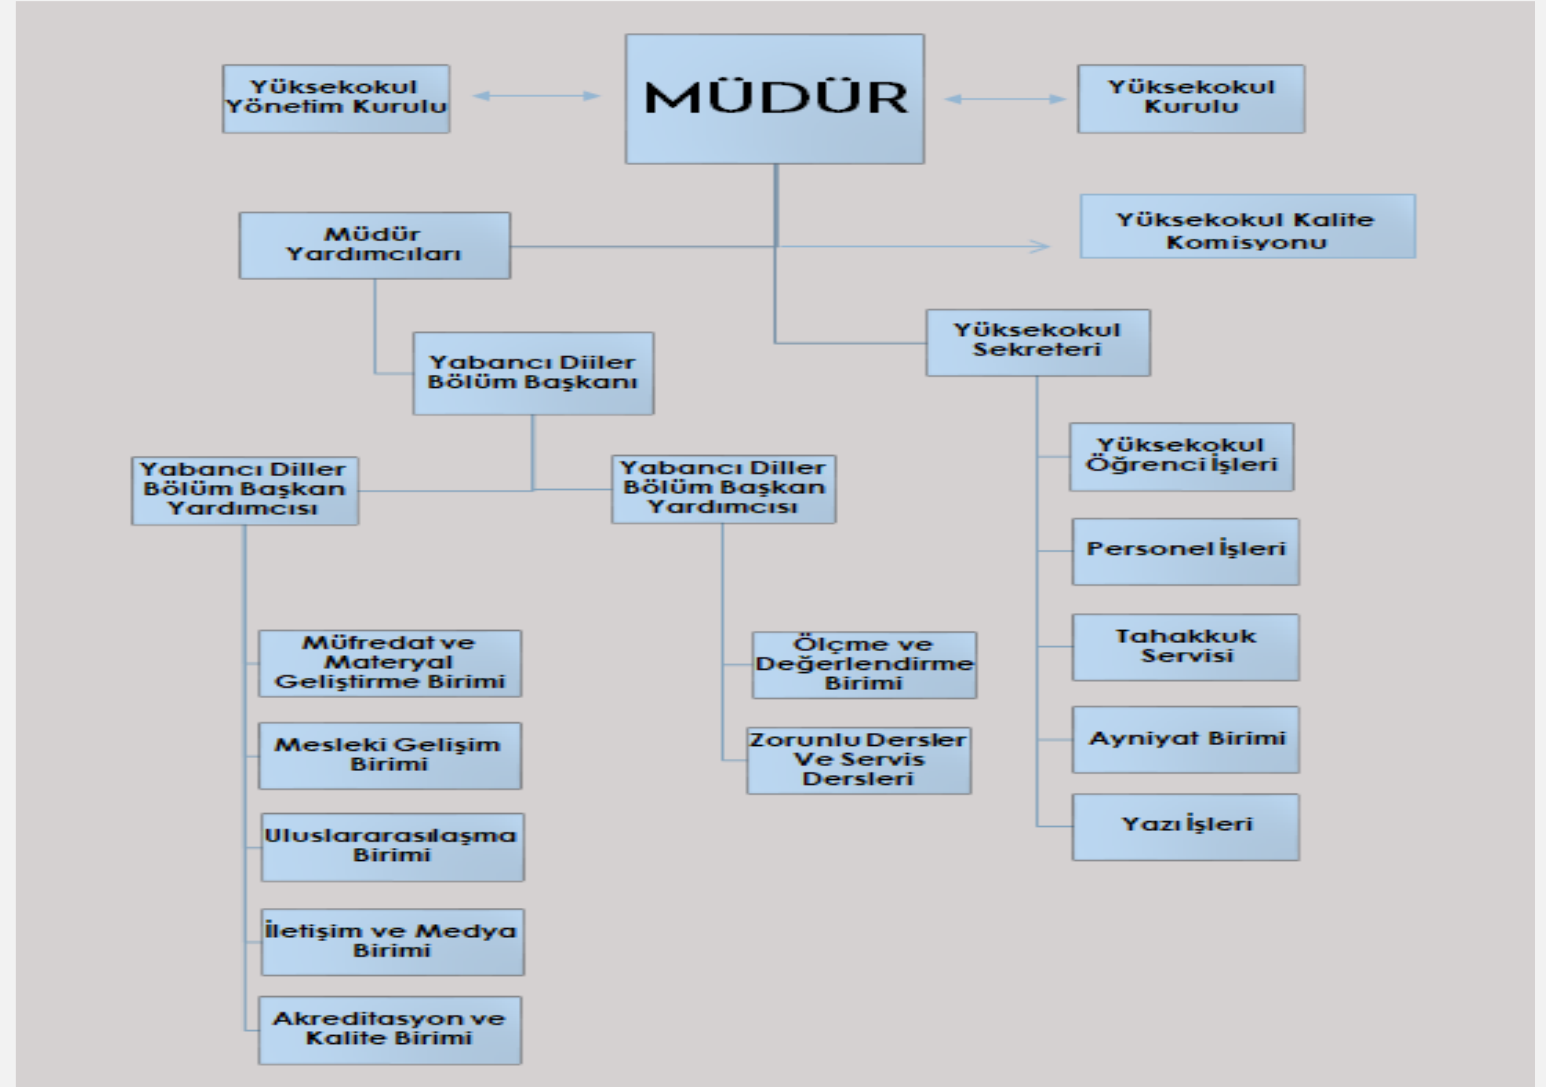 MÜDÜR
Yüksekokul
Yönetim Kurulu
Yüksekokul
Kurulu
Müdür
Yardımcıları
Yüksekokul Kalite
Komisyonu
Yabancı Diiler
Bölüm Başkanı
Yüksekokul
Sekreteri
Yabancı Diller
Bölüm Başkan
Yardımcısı
Yabancı Diller
Bölüm Başkan
Yardımcısı
Müfredat ve
Materyal
Geliştirme Birimi
Mesleki Gelişim
Birimi
Uluslararasılaşma
Birimi
İletişim ve Medya
Birimi
Akreditasyon ve
Kalite Birimi
Ölçme ve
Değerlendirme
Birimi
Zorunlu Dersler
Ve Servis
Dersleri
Yüksekokul
Öğrenci İşleri
Personel İşleri
Tahakkuk
Servisi
Ayniyat Birimi
Yazı İşleri